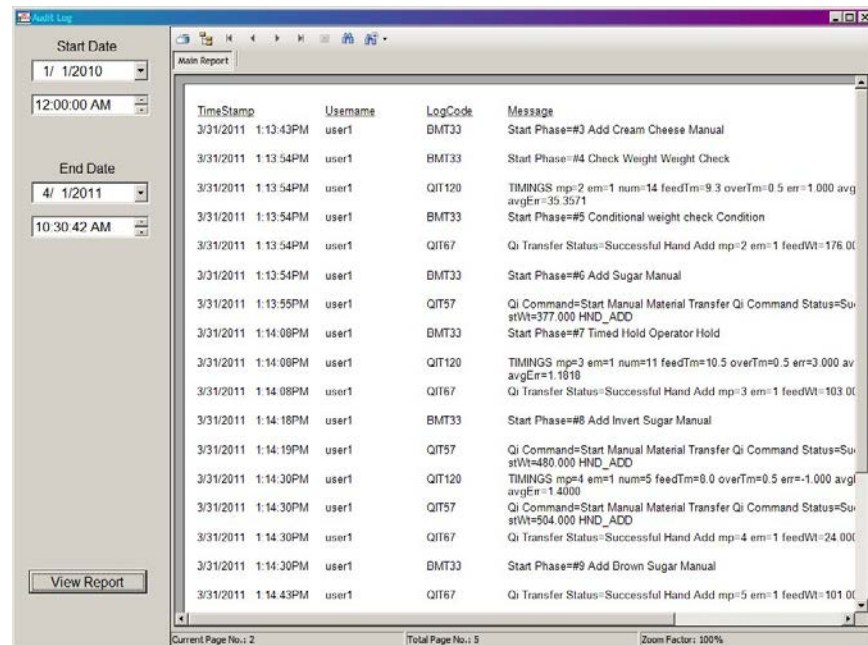 Audit Log
Start Date
1/ 1/2010
12:00:00 AM
End Date
4/ 1/2011
10:30:42 AM
View Report
Main Report
TimeStamp Username LogCode Message
3/31/2011 1:13:43PM user1 BMT33 Start Phase=#3 Add Cream Cheese Manual
3/31/2011 1:13:54PM user1 BMT33 Start Phase=#4 Check Weight Weight Check
3/31/2011 1:13:54PM user1 QIT120 TIMINGS mp=2 em=1 num=14 feedTm=9.3 overTm=0.5 err=1.000 avg
avgErr=35.3571
3/31/2011 1:13:54PM user1 BMT33 Start Phase=#5 Conditional weight check Condition
3/31/2011 1:13:54PM user1 QIT67 Qi Transfer Status=Successful Hand Add mp=2 em=1 feedWt=176.00
3/31/2011 1:13:54PM user1 BMT33 Start Phase=#6 Add Sugar Manual
3/31/2011 1:13:55PM user1 QIT57 Qi Command=Start Manual Material Transfer Qi Command Status=Su
stWt=377.000 HND_ADD
3/31/2011 1:14:08PM user1 BMT33 Start Phase=#7 Timed Hold Operator Hold
3/31/2011 1:14:08PM user1 QIT120 TIMINGS mp=3 em=1 num=11 feedTm=10.5 overTm=0.5 err=3.000 av
avgErr=1.1818
3/31/2011 1:14:08PM user1 QIT67 Qi Transfer Status=Successful Hand Add mp=3 em=1 feedWt=103.00
3/31/2011 1:14:18PM user1 BMT33 Start Phase=#8 Add Invert Sugar Manual
3/31/2011 1:14:19PM user1 QIT57 Qi Command=Start Manual Material Transfer Qi Command Status=Su
stWt=480.000 HND_ADD
3/31/2011 1:14:30PM user1 QIT120 TIMINGS mp=4 em=1 num=5 feedTm=8.0 overTm=0.5 err=-1.000 avg
avgErr=1.4000
3/31/2011 1:14:30PM user1 QIT57 Qi Command=Start Manual Material Transfer Qi Command Status=Su
stWt=504.000 HND_ADD
3/31/2011 1:14:30PM user1 QIT67 Qi Transfer Status=Successful Hand Add mp=4 em=1 feedWt=24.000
3/31/2011 1:14:30PM user1 BMT33 Start Phase=#9 Add Brown Sugar Manual
3/31/2011 1:14:43PM user1 QIT67 Qi Transfer Status=Successful Hand Add mp=5 em=1 feedWt=101.00
Current Page No.: 2 Total Page No.: 5 Zoom Factor: 100%